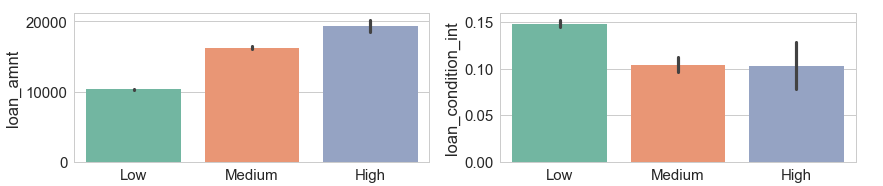 loan_amnt
20000
10000
0
Low Medium High
loan_condition_int
0.15
0.10
0.05
0.00
Low Medium High